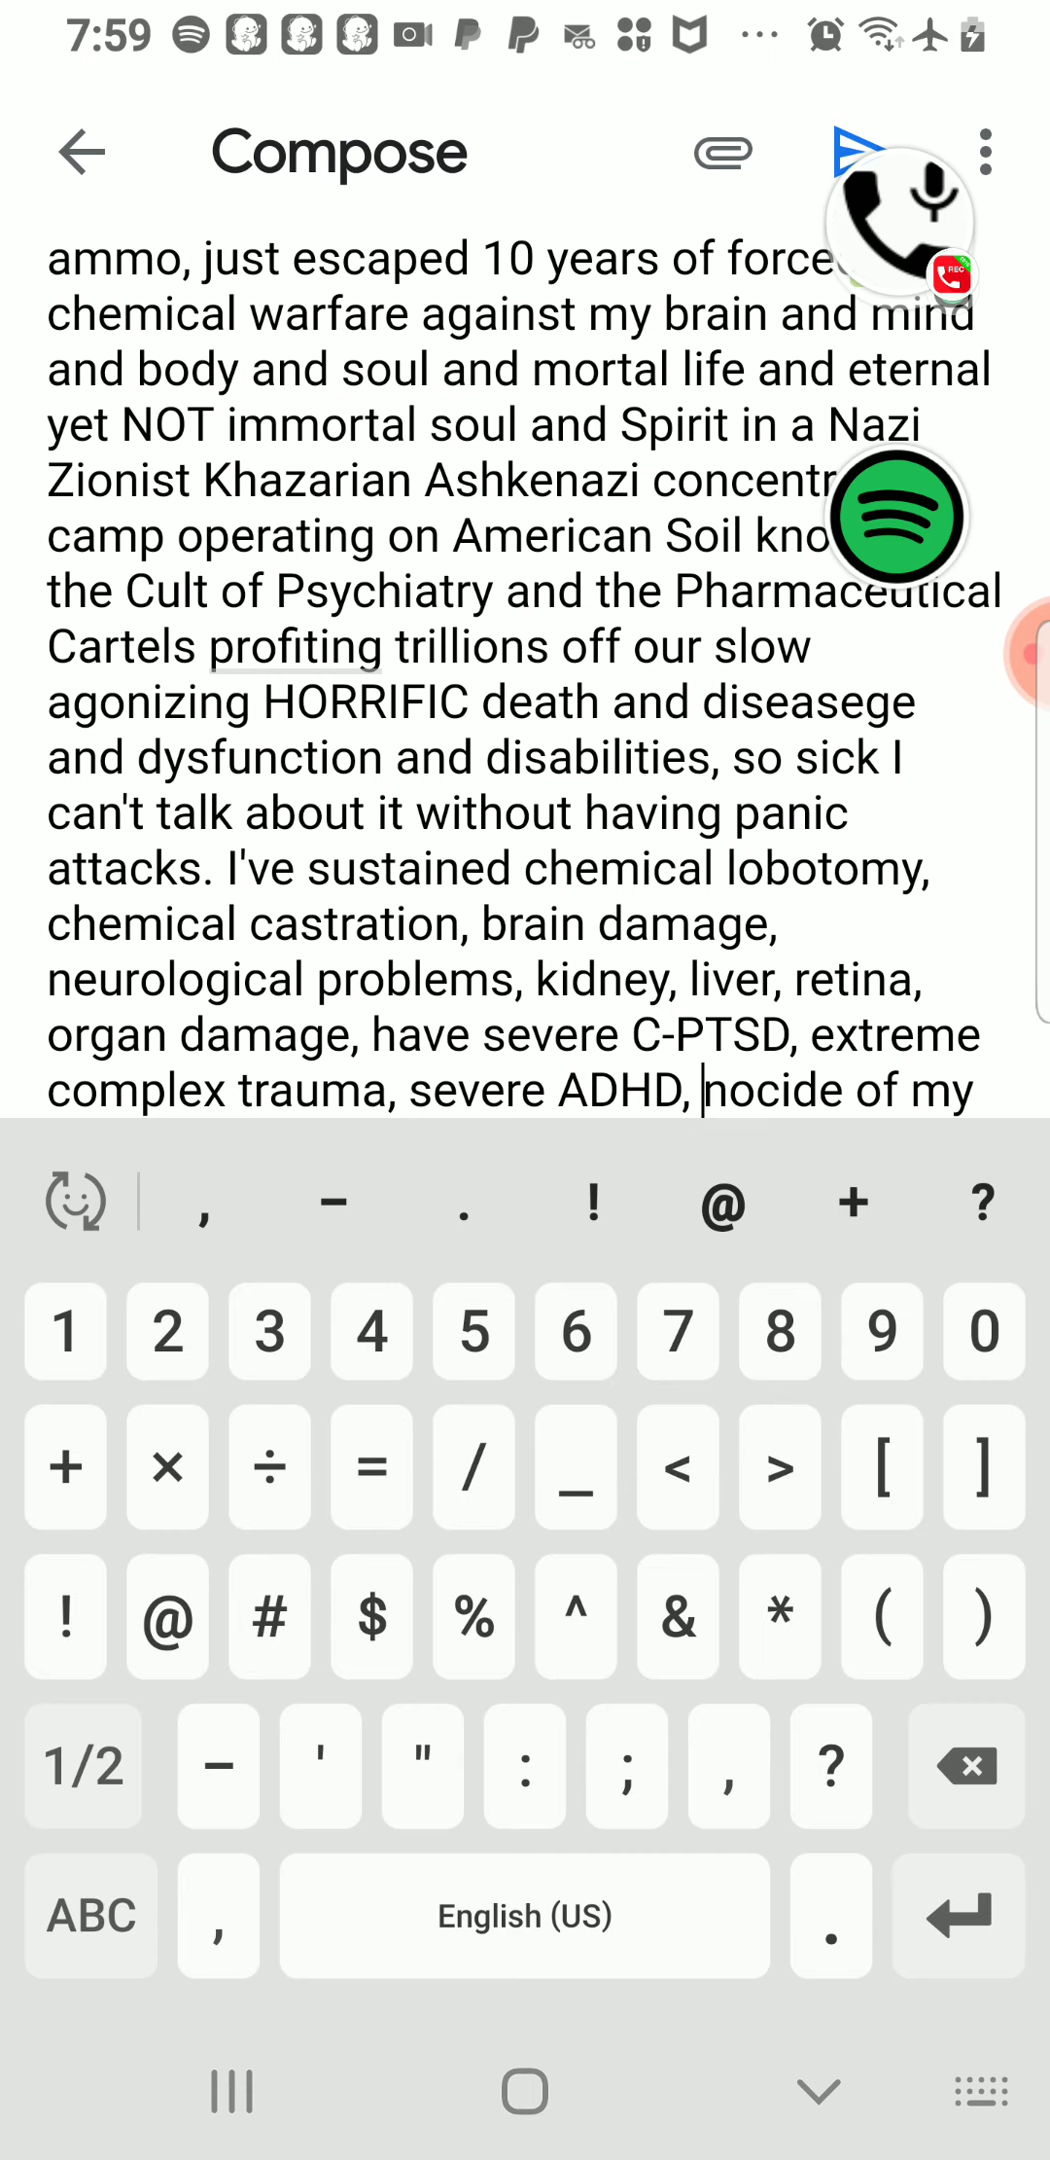 7:59
Compose
ammo, just escaped 10 years of force
chemical warfare against my brain and mind
and body and soul and mortal life and eternal
yet NOT immortal soul and Spirit in a Nazi
Zionist Khazarian Ashkenazi concentr
camp operating on American Soil kno
the Cult of Psychiatry and the Pharmaceutical
Cartels profiting trillions off our slow
agonizing HORRIFIC death and diseasege
and dysfunction and disabilities, so sick I
can't talk about it without having panic
attacks. I've sustained chemical lobotomy,
chemical castration, brain damage,
neurological problems, kidney, liver, retina,
organ damage, have severe C-PTSD, extreme
complex trauma, severe ADHD, nocide of my
, – . ! @ + ?
1 2 3 4 5 6 7 8 9 0
+ × ÷ = / _ < > [ ]
! @ # $ % ^ & * ( )
1/2 – ' " : ; , ?
ABC , English (US) .
REC